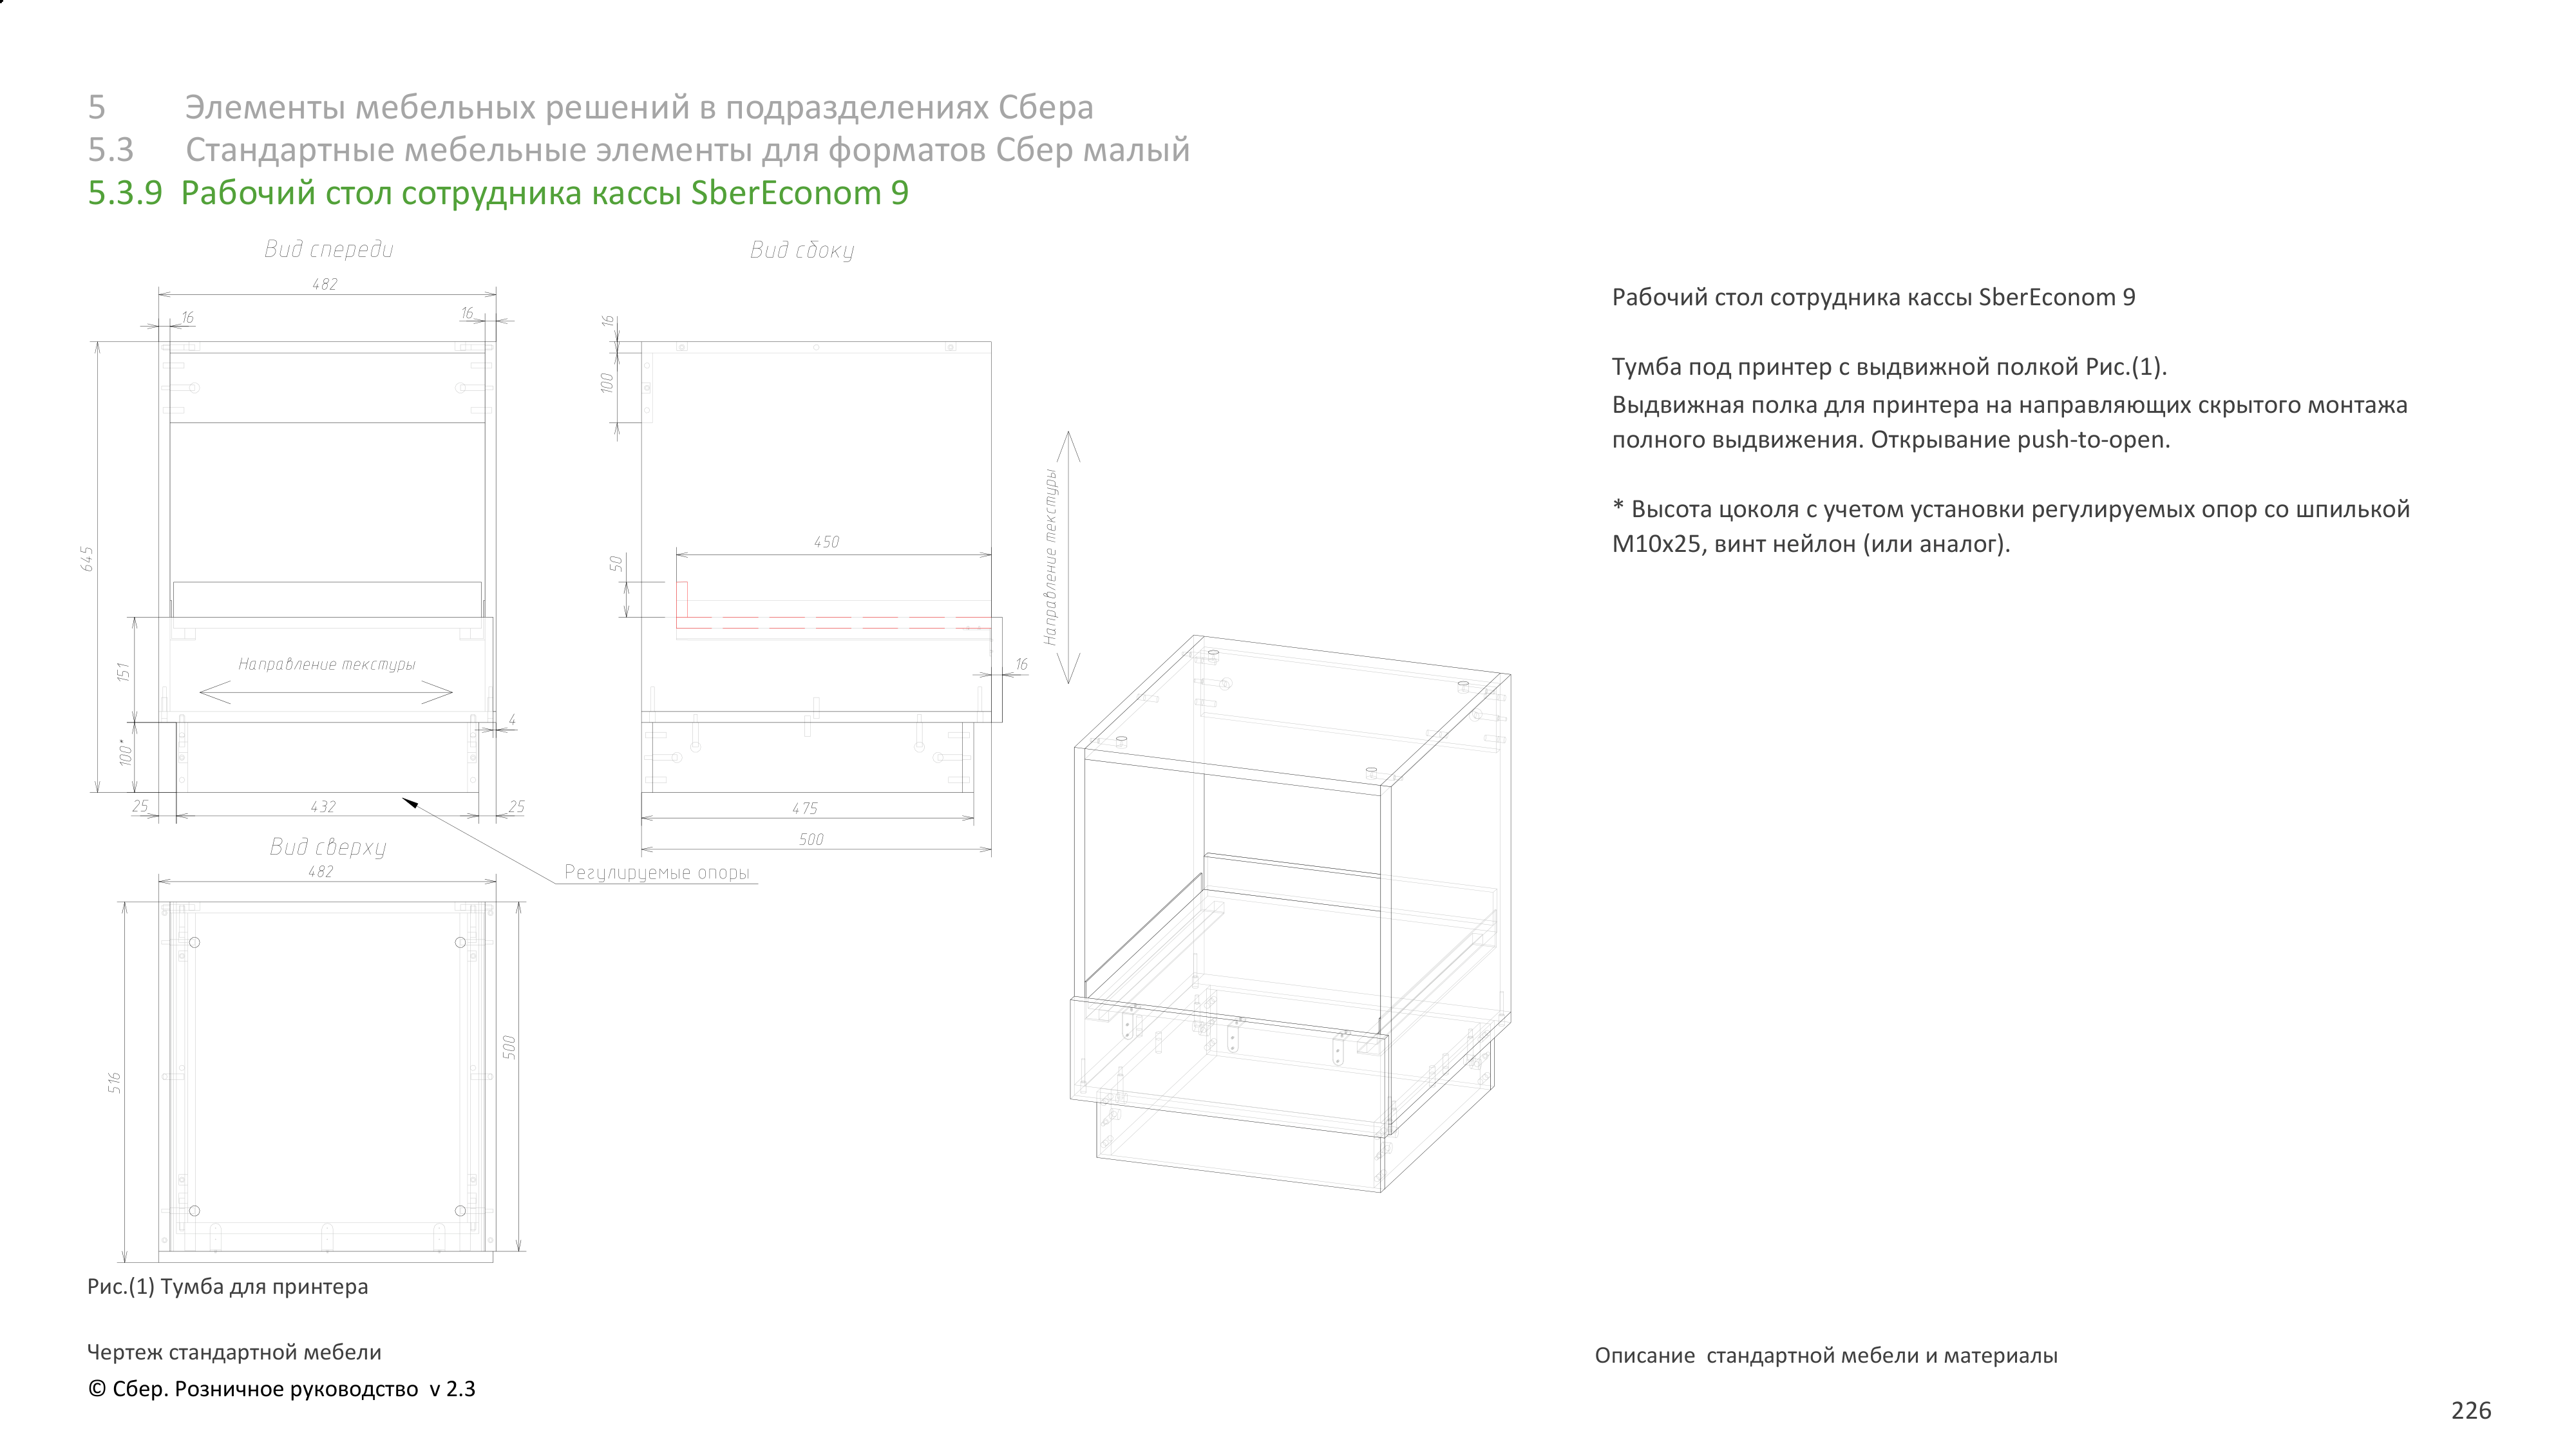 5 Элементы мебельных решений в подразделениях Сбера
5.3 Стандартные мебельные элементы для форматов Сбер малый
5.3.9 Рабочий стол сотрудника кассы SberEconom 9
Вид спереди
482
16
16
645
151
100*
Направление текстуры
4
25
432
25
Вид сбоку
16
100
450
50
16
475
500
Направление текстуры
Регулируемые опоры
Вид сверху
482
516
500
Рис.(1) Тумба для принтера
Чертеж стандартной мебели
© Сбер. Розничное руководство v 2.3
Рабочий стол сотрудника кассы SberEconom 9
Тумба под принтер с выдвижной полкой Рис.(1).
Выдвижная полка для принтера на направляющих скрытого монтажа
полного выдвижения. Открывание push-to-open.
* Высота цоколя с учетом установки регулируемых опор со шпилькой
М10х25, винт нейлон (или аналог).
Описание стандартной мебели и материалы
226